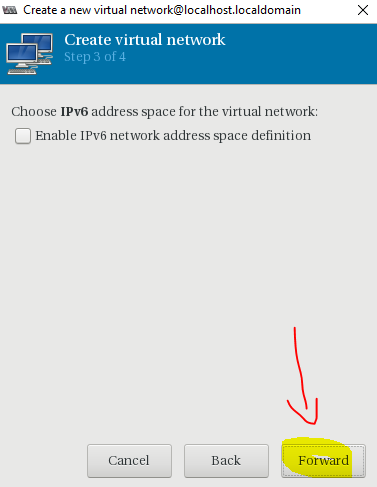 Create a new virtual network@localhost.localdomain
Create virtual network
Step 3 of 4
Choose IPv6 address space for the virtual network:
Enable IPv6 network address space definition
Cancel Back Forward